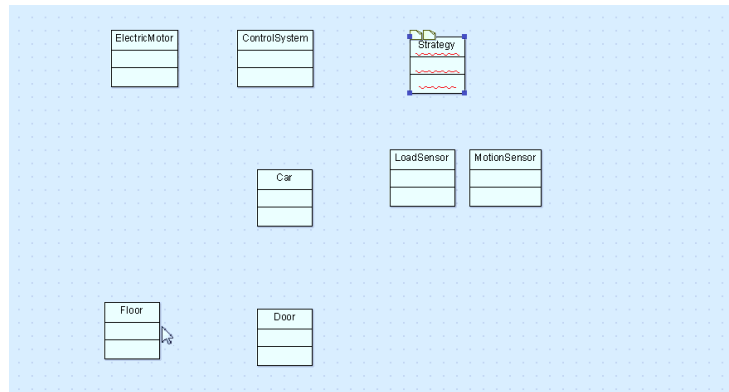 ElectricMotor
ControlSystem
Strategy
LoadSensor
MotionSensor
Car
Floor
Door